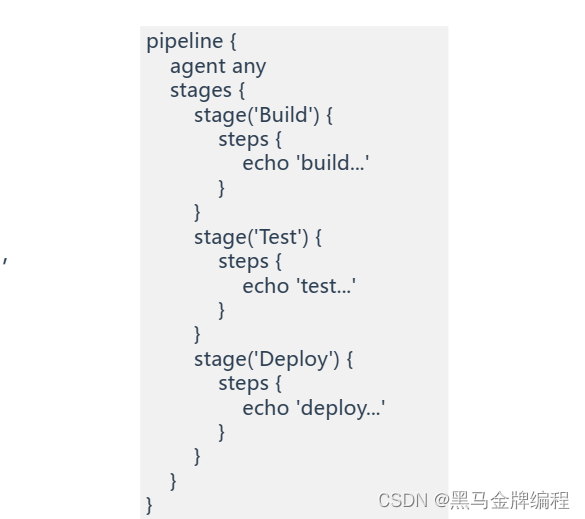 pipeline {
    agent any
    stages {
        stage('Build') {
            steps {
                echo 'build...'
            }
        }
,
        stage('Test') {
            steps {
                echo 'test...'
            }
        }
        stage('Deploy') {
            steps {
                echo 'deploy...'
            }
        }
    }
}
CSDN @黑马金牌编程